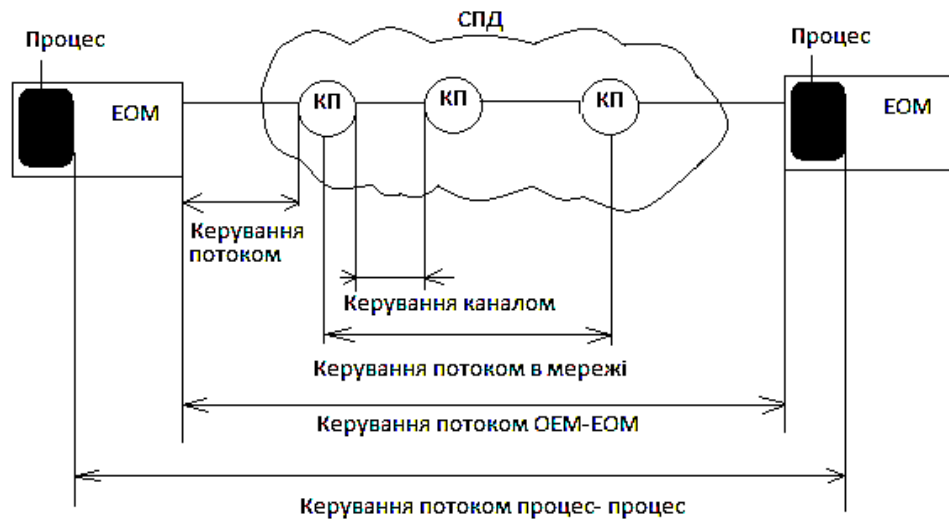 СПД
Процес
Процес
ЕОМ
КП
КП
КП
ЕОМ
Керування
потоком
Керування каналом
Керування потоком в мережі
Керування потоком ОЕМ-ЕОМ
Керування потоком процес- процес